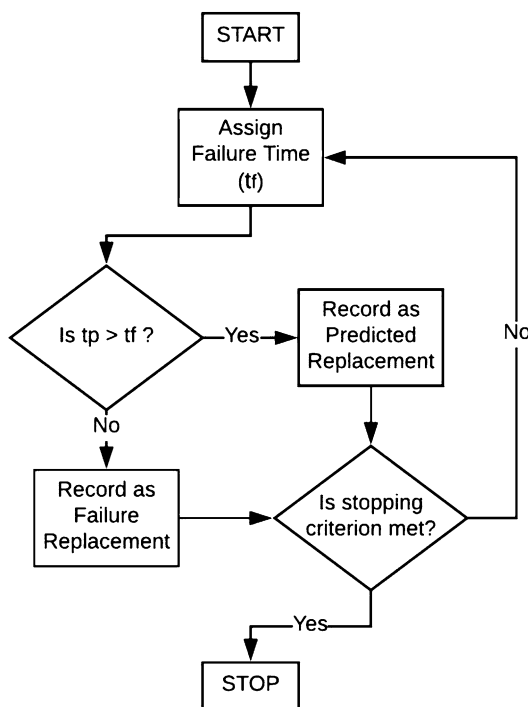 START
Assign
Failure Time
(tf)
Is tp > tf ?
Yes
Record as
Predicted
Replacement
No
No
Record as
Failure
Replacement
Is stopping
criterion met?
Yes
STOP